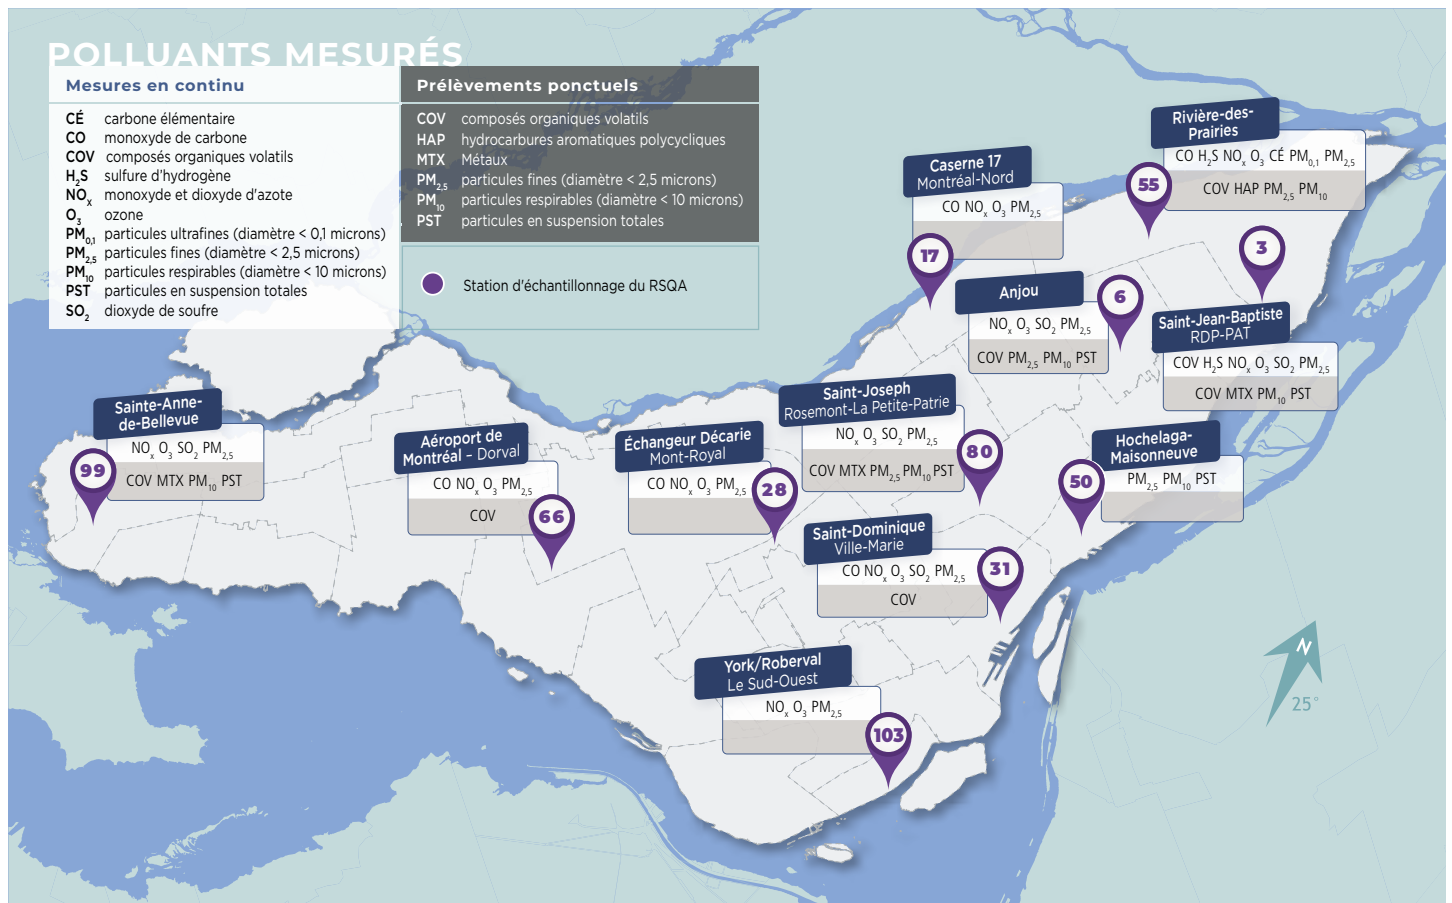 POLLUANTS MESURÉS
Mesures en continu
CÉ carbone élémentaire
CO monoxyde de carbone
COV composés organiques volatils
H₂S sulfure d'hydrogène
NOₓ monoxyde et dioxyde d'azote
O₃ ozone
PM₀,₁ particules ultrafines (diamètre < 0,1 microns)
PM₂,₅ particules fines (diamètre < 2,5 microns)
PM₁₀ particules respirables (diamètre < 10 microns)
PST particules en suspension totales
SO₂ dioxyde de soufre
Prélèvements ponctuels
COV composés organiques volatils
HAP hydrocarbures aromatiques polycycliques
MTX Métaux
PM₂,₅ particules fines (diamètre < 2,5 microns)
PM₁₀ particules respirables (diamètre < 10 microns)
PST particules en suspension totales
Station d'échantillonnage du RSQA
Rivière-des-
Prairies
CO H₂S NOₓ O₃ CÉ PM₀,₁ PM₂,₅
COV HAP PM₂,₅ PM₁₀
55
Caserne 17
Montréal-Nord
CO NOₓ O₃ PM₂,₅
17
3
Saint-Jean-Baptiste
RDP-PAT
COV H₂S NOₓ O₃ SO₂ PM₂,₅
COV MTX PM₁₀ PST
Anjou
6
NOₓ O₃ SO₂ PM₂,₅
COV PM₂,₅ PM₁₀ PST
Saint-Joseph
Rosemont-La Petite-Patrie
NOₓ O₃ SO₂ PM₂,₅
COV MTX PM₂,₅ PM₁₀ PST
80
Sainte-Anne-
de-Bellevue
NOₓ O₃ SO₂ PM₂,₅
COV MTX PM₁₀ PST
99
Aéroport de
Montréal – Dorval
CO NOₓ O₃ PM₂,₅
COV
66
Échangeur Décarie
Mont-Royal
CO NOₓ O₃ PM₂,₅
28
Hochelaga-
Maisonneuve
PM₂,₅ PM₁₀ PST
50
Saint-Dominique
Ville-Marie
CO NOₓ O₃ SO₂ PM₂,₅
COV
31
York/Roberval
Le Sud-Ouest
NOₓ O₃ PM₂,₅
103
N
25°